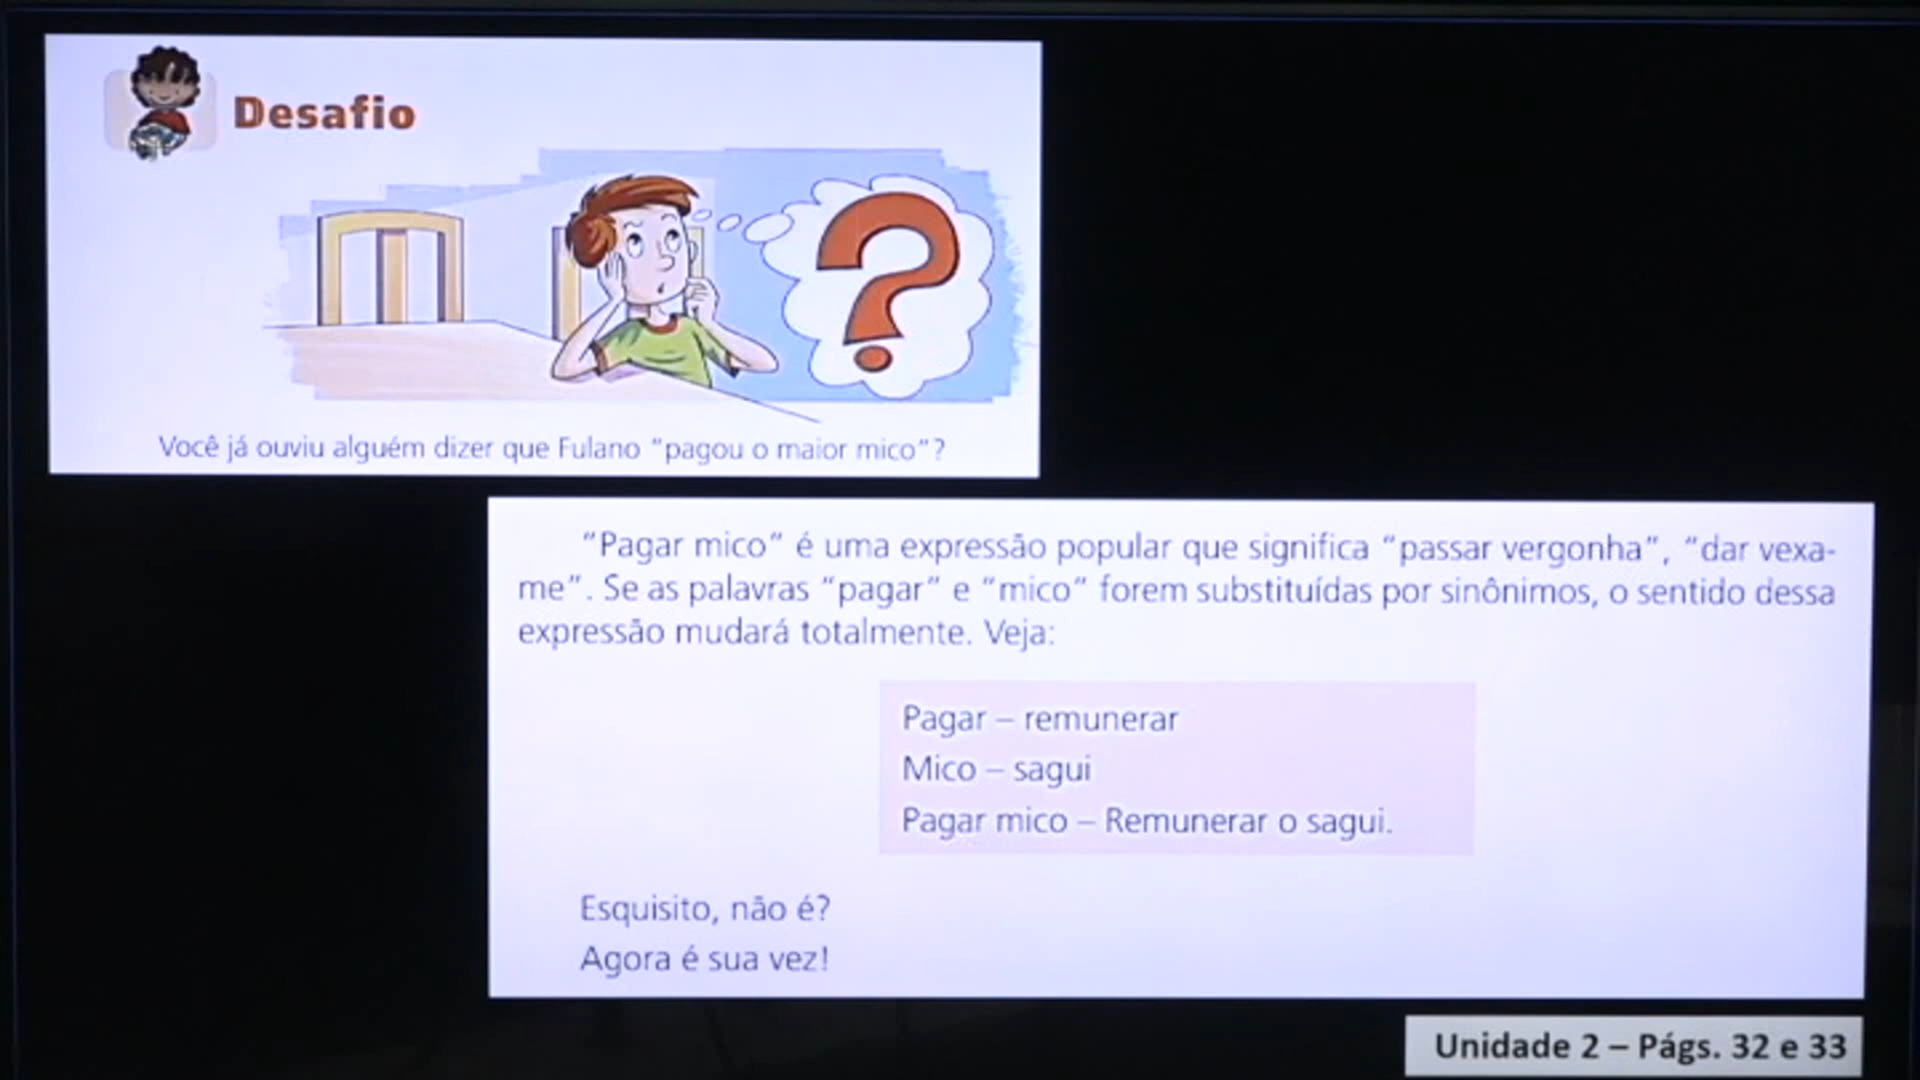 Desafio
?
Você já ouviu alguém dizer que Fulano “pagou o maior mico”?
“Pagar mico” é uma expressão popular que significa “passar vergonha”, “dar vexa-
me”. Se as palavras “pagar” e “mico” forem substituídas por sinônimos, o sentido dessa
expressão mudará totalmente. Veja:
Pagar – remunerar
Mico – sagui
Pagar mico – Remunerar o sagui.
Esquisito, não é?
Agora é sua vez!
Unidade 2 – Págs. 32 e 33